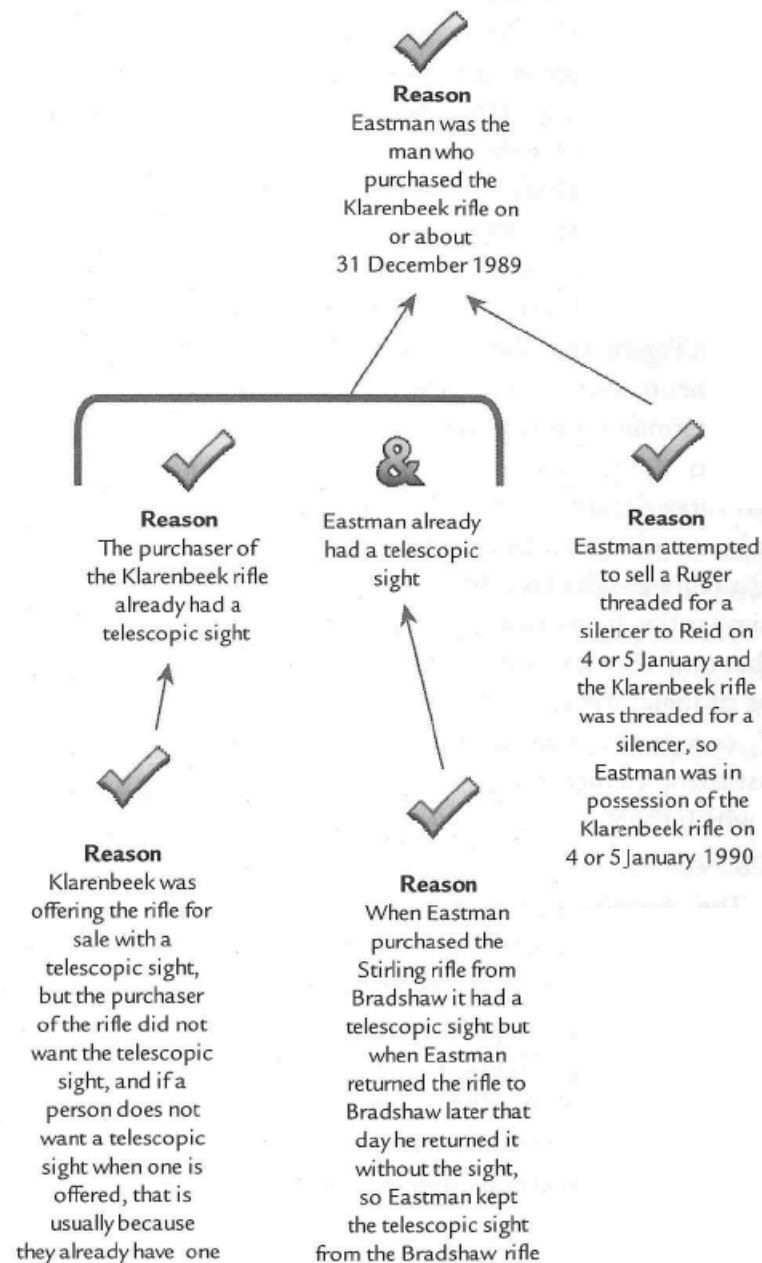 Reason
Eastman was the
man who
purchased the
Klarenbeek rifle on
or about
31 December 1989
Reason
The purchaser of
the Klarenbeek rifle
already had a
telescopic sight
&
Eastman already
had a telescopic
sight
Reason
Eastman attempted
to sell a Ruger
threaded for a
silencer to Reid on
4 or 5 January and
the Klarenbeek rifle
was threaded for a
silencer, so
Eastman was in
possession of the
Klarenbeek rifle on
4 or 5 January 1990
Reason
Klarenbeek was
offering the rifle for
sale with a
telescopic sight,
but the purchaser
of the rifle did not
want the telescopic
sight, and if a
person does not
want a telescopic
sight when one is
offered, that is
usually because
they already have one
Reason
When Eastman
purchased the
Stirling rifle from
Bradshaw it had a
telescopic sight but
when Eastman
returned the rifle to
Bradshaw later that
day he returned it
without the sight,
so Eastman kept
the telescopic sight
from the Bradshaw rifle